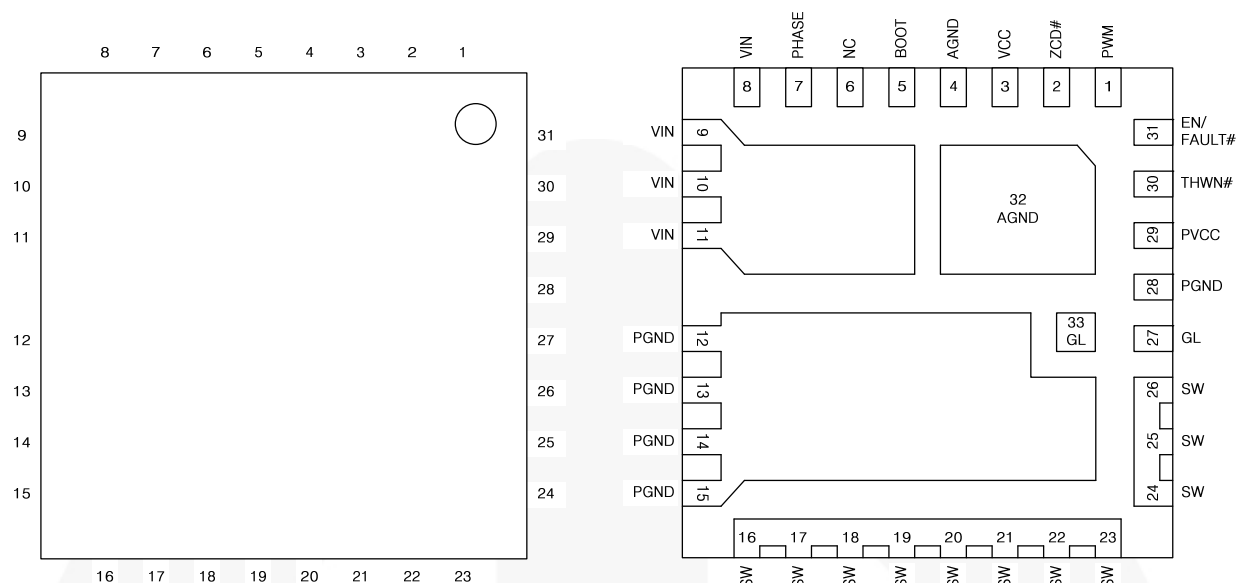 8 7 6 5 4 3 2 1
9
10
11
12
13
14
15
31
30
29
28
27
26
25
24
16 17 18 19 20 21 22 23
VIN PHASE NC BOOT AGND VCC ZCD# PWM
8 7 6 5 4 3 2 1
VIN 9
VIN 10
VIN 11
PGND 12
PGND 13
PGND 14
PGND 15
32
AGND
33
GL
31 EN/
FAULT#
30 THWN#
29 PVCC
28 PGND
27 GL
26 SW
25 SW
24 SW
16 17 18 19 20 21 22 23
SW SW SW SW SW SW SW SW